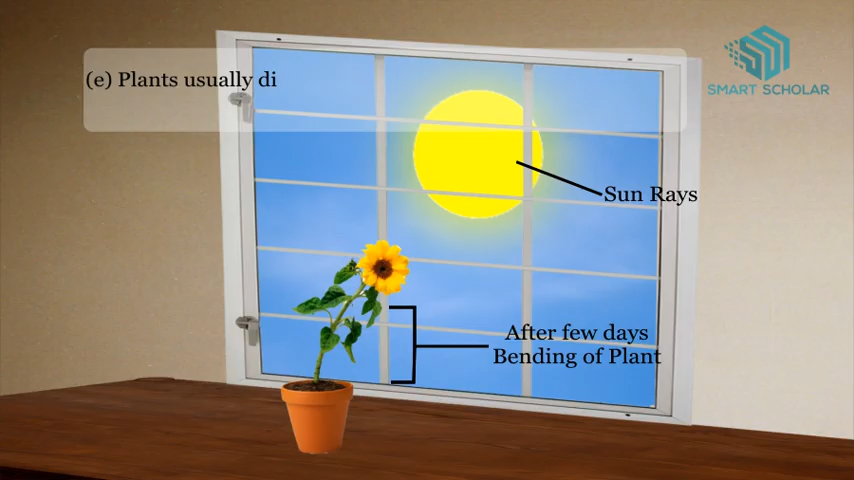 (e) Plants usually di
SMART SCHOLAR
Sun Rays
After few days
Bending of Plant